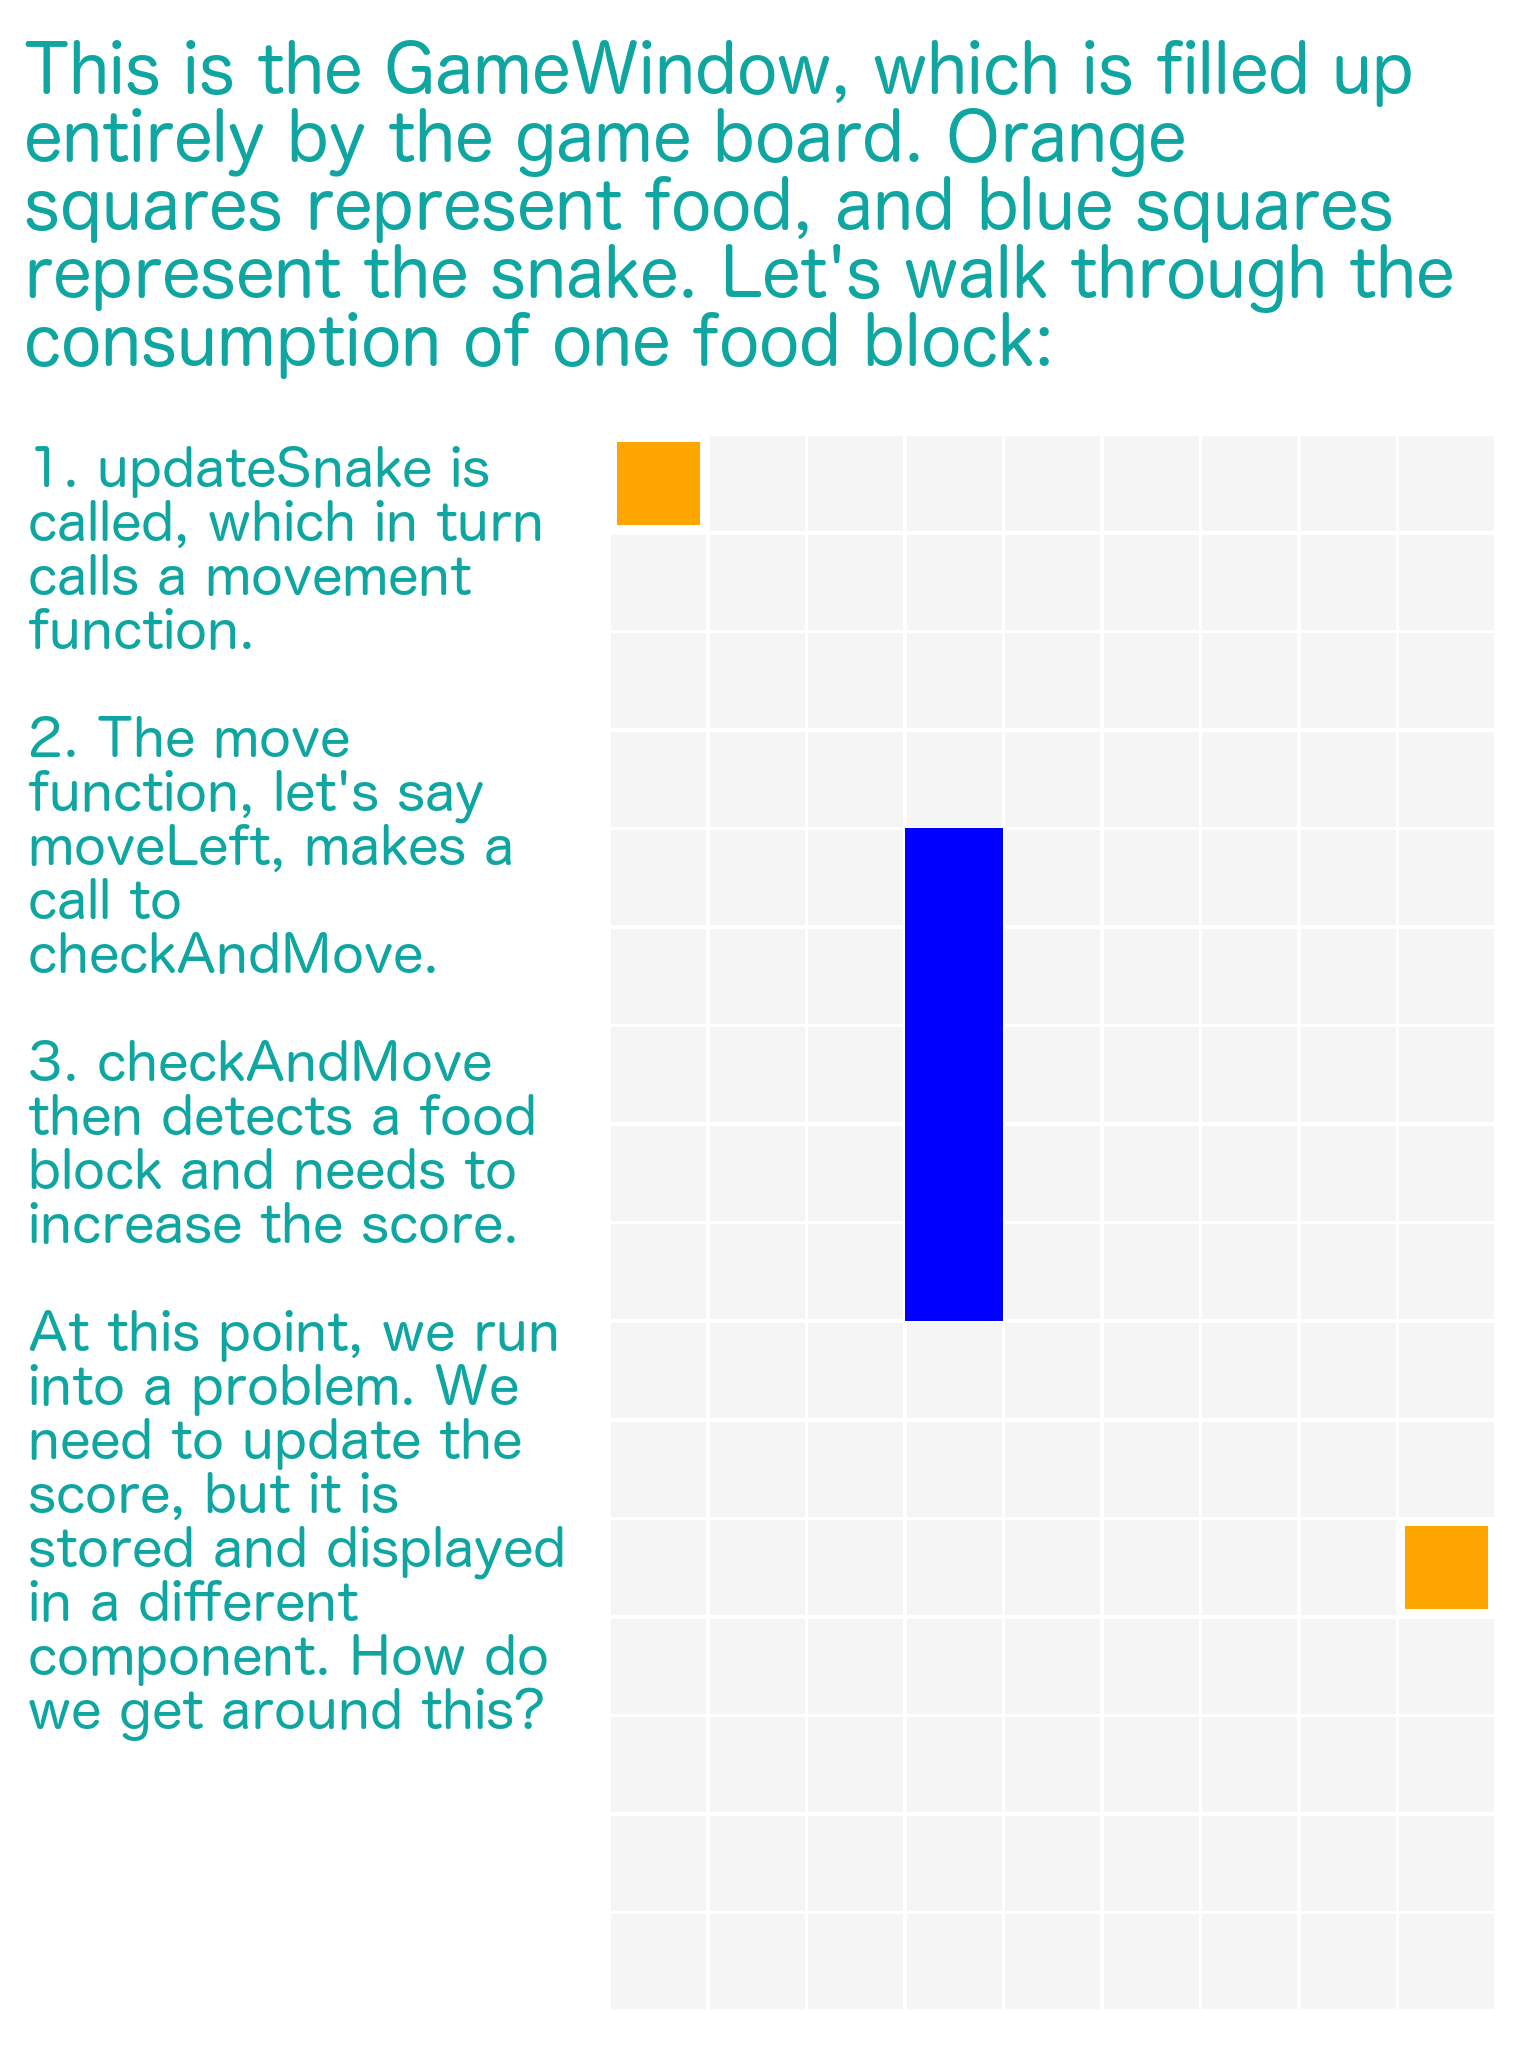 This is the GameWindow, which is filled up
entirely by the game board. Orange
squares represent food, and blue squares
represent the snake. Let's walk through the
consumption of one food block:
1. updateSnake is
called, which in turn
calls a movement
function.
2. The move
function, let's say
moveLeft, makes a
call to
checkAndMove.
3. checkAndMove
then detects a food
block and needs to
increase the score.
At this point, we run
into a problem. We
need to update the
score, but it is
stored and displayed
in a different
component. How do
we get around this?